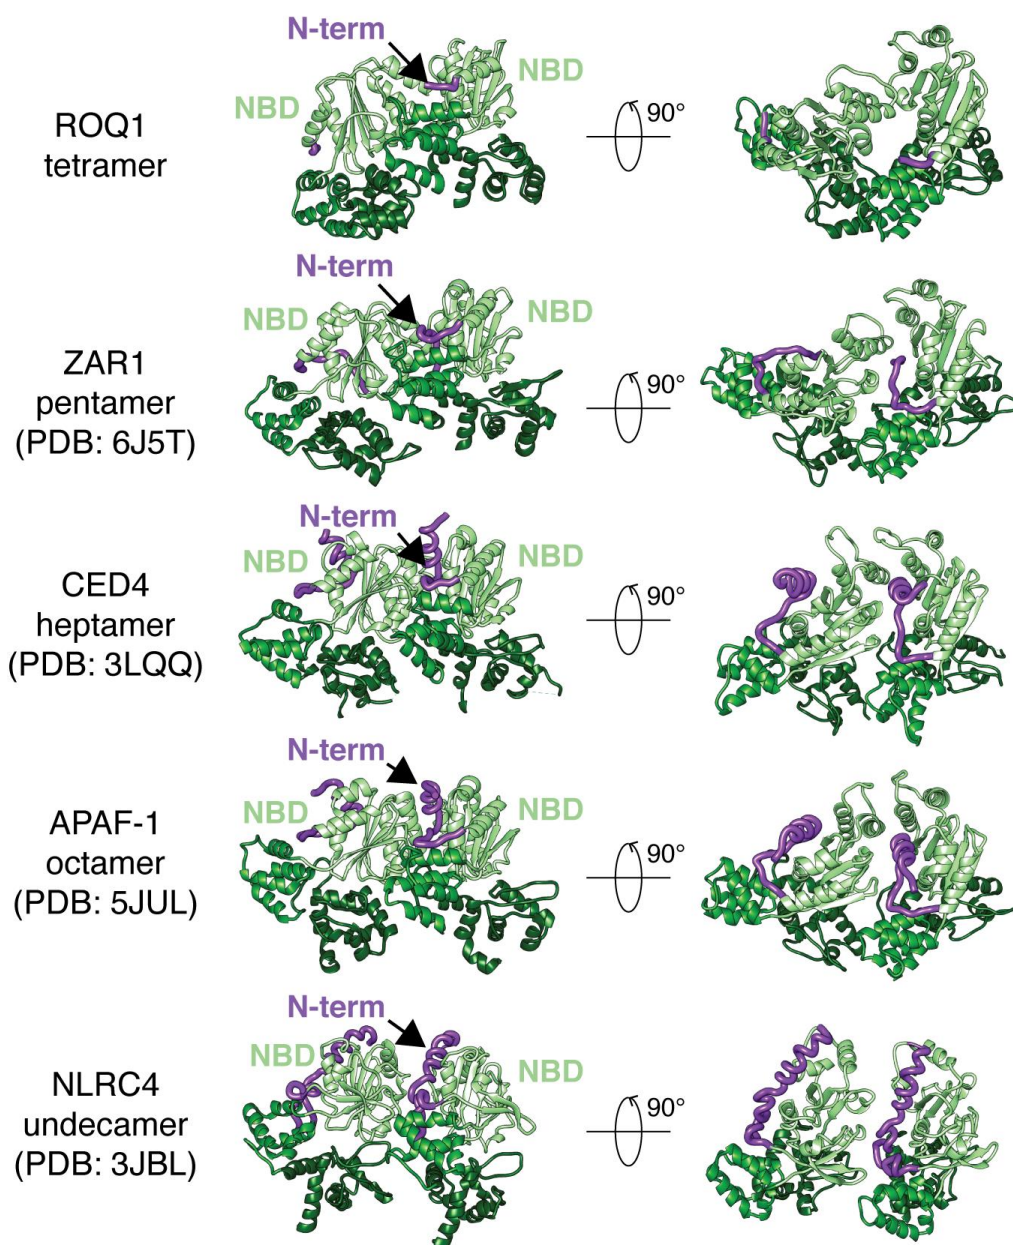 N-term
NBD
NBD
ROQ1
tetramer
90°
N-term
NBD
NBD
ZAR1
pentamer
(PDB: 6J5T)
90°
N-term
NBD
NBD
CED4
heptamer
(PDB: 3LQQ)
90°
N-term
NBD
NBD
APAF-1
octamer
(PDB: 5JUL)
90°
N-term
NBD
NBD
NLRC4
undecamer
(PDB: 3JBL)
90°